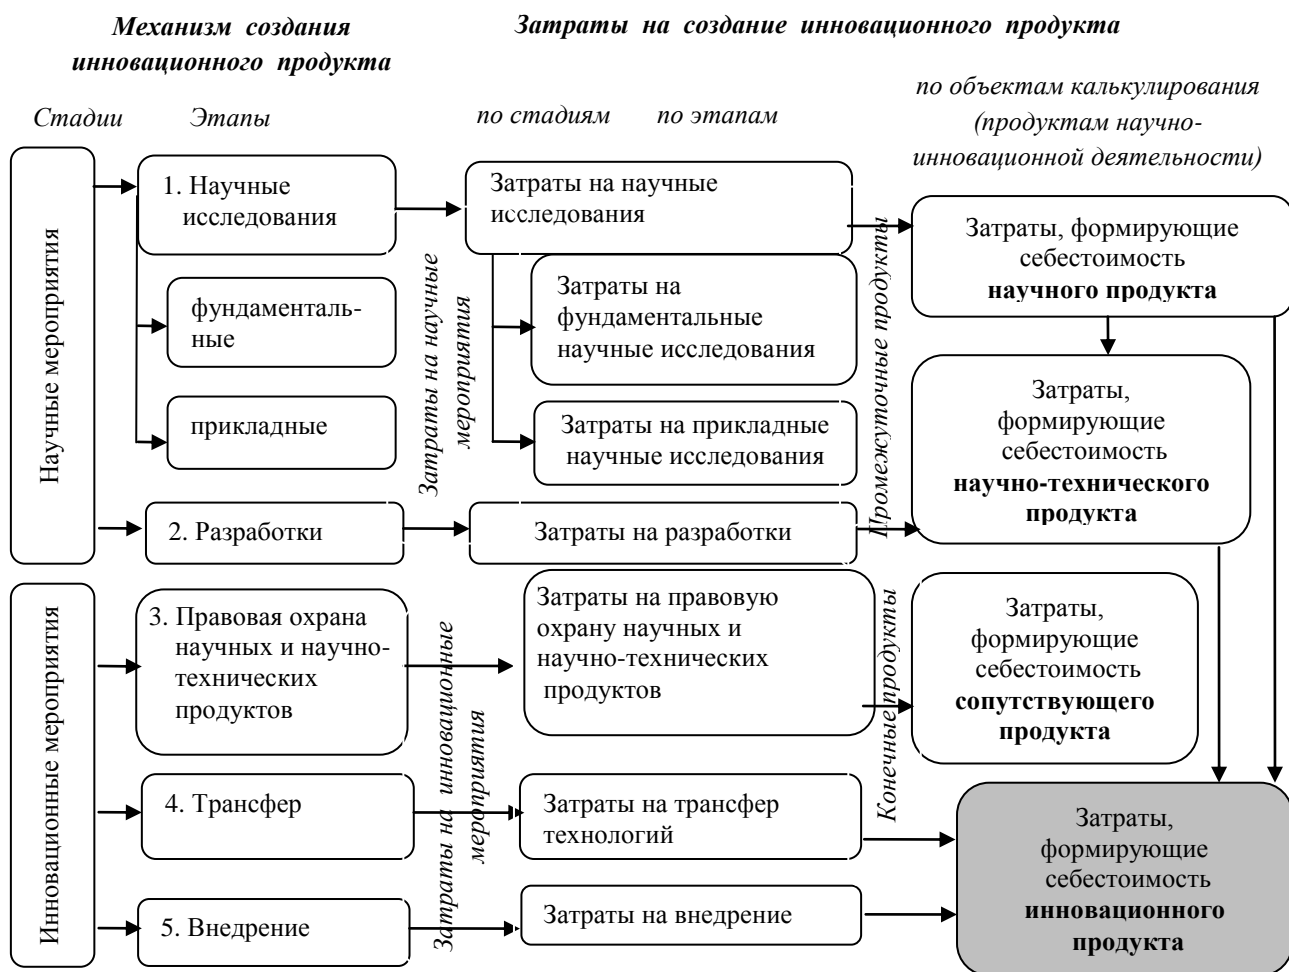 Механизм создания
инновационного продукта
Затраты на создание инновационного продукта
Стадии
Этапы
по стадиям
по этапам
по объектам калькулирования
(продуктам научно-
инновационной деятельности)
Научные мероприятия
1. Научные
исследования
фундаменталь-
ные
прикладные
2. Разработки
Затраты на научные
мероприятия
Затраты на научные
исследования
Затраты на
фундаментальные
научные исследования
Затраты на прикладные
научные исследования
Затраты на разработки
Промежуточные продукты
Затраты, формирующие
себестоимость
научного продукта
Затраты,
формирующие
себестоимость
научно-технического
продукта
Инновационные мероприятия
3. Правовая охрана
научных и научно-
технических
продуктов
4. Трансфер
5. Внедрение
Затраты на инновационные
мероприятия
Затраты на правовую
охрану научных и
научно-технических
продуктов
Затраты на трансфер
технологий
Затраты на внедрение
Конечные продукты
Затраты,
формирующие
себестоимость
сопутствующего
продукта
Затраты,
формирующие
себестоимость
инновационного
продукта